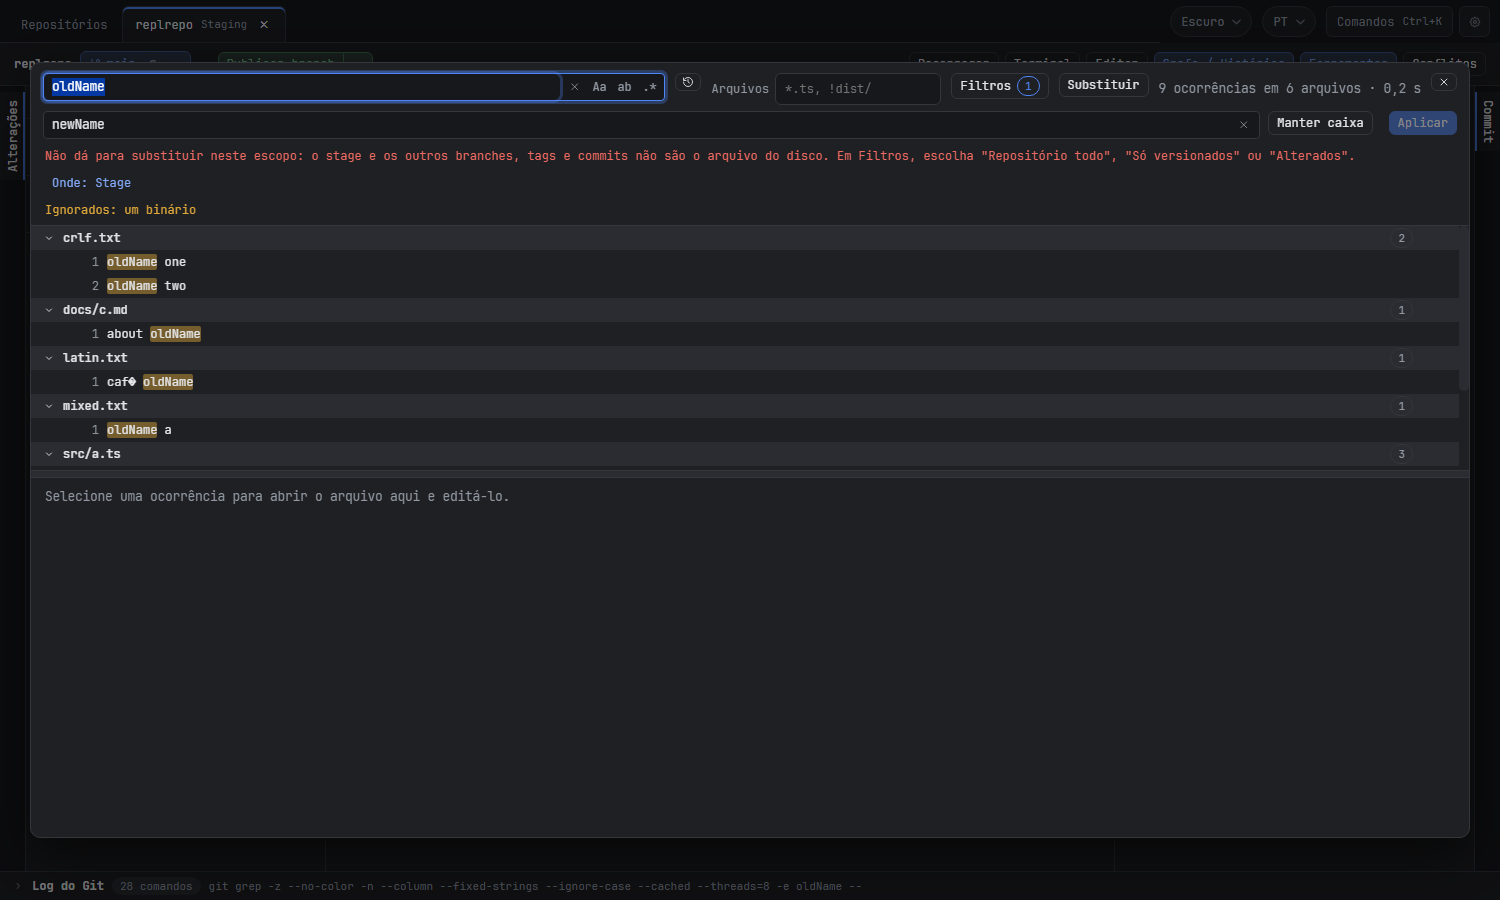 Repositórios replrepo Staging × Escuro PT Comandos Ctrl+K
oldName × Aa ab .* Arquivos *.ts, !dist/ Filtros 1 Substituir 9 ocorrências em 6 arquivos · 0,2 s ×
newName × Manter caixa Aplicar
Não dá para substituir neste escopo: o stage e os outros branches, tags e commits não são o arquivo do disco. Em Filtros, escolha "Repositório todo", "Só versionados" ou "Alterados".
Onde: Stage
Ignorados: um binário
crlf.txt 2
1 oldName one
2 oldName two
docs/c.md 1
1 about oldName
latin.txt 1
1 caf� oldName
mixed.txt 1
1 oldName a
src/a.ts 3
Selecione uma ocorrência para abrir o arquivo aqui e editá-lo.
Alterações
Commit
Log do Git 28 comandos git grep -z --no-color -n --column --fixed-strings --ignore-case --cached --threads=8 -e oldName --